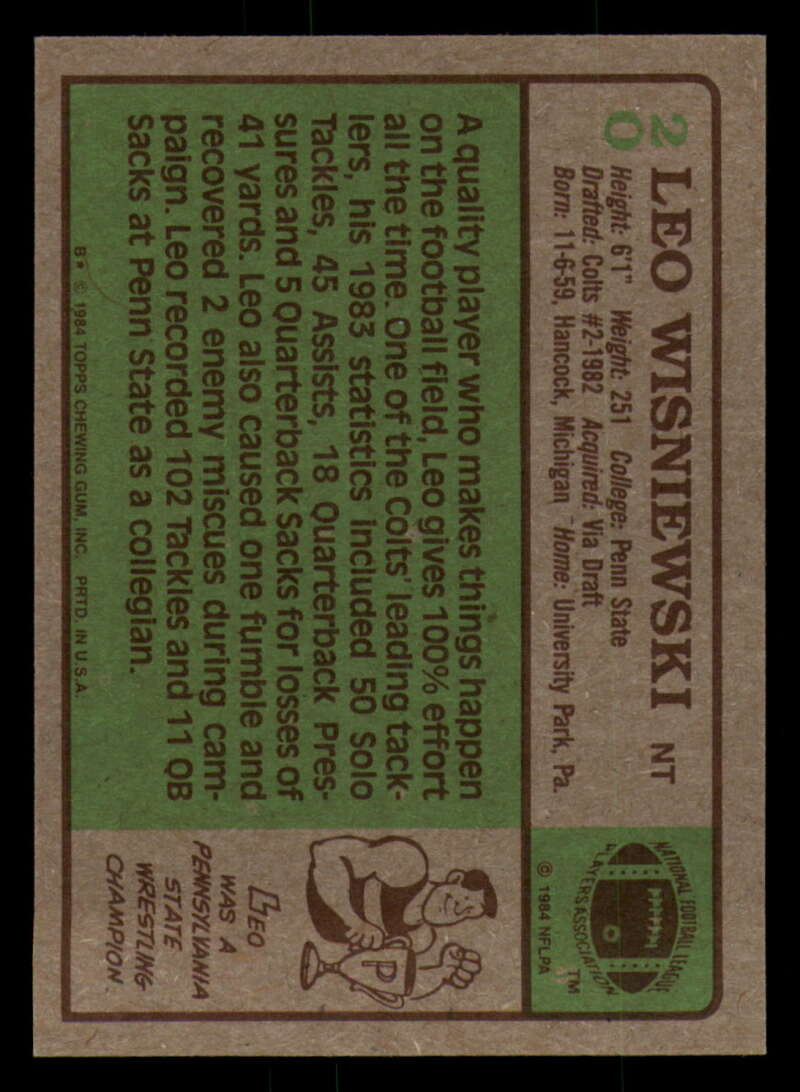 20
LEO WISNIEWSKI NT
Height: 6'1" Weight: 251 College: Penn State
Drafted: Colts #2-1982 Acquired: Via Draft
Born: 11-6-59, Hancock, Michigan Home: University Park, Pa.
A quality player who makes things happen
on the football field, Leo gives 100% effort
all the time. One of the Colts' leading tack-
lers, his 1983 statistics included 50 Solo
Tackles, 45 Assists, 18 Quarterback Pres-
sures and 5 Quarterback Sacks for losses of
41 yards. Leo also caused one fumble and
recovered 2 enemy miscues during cam-
paign. Leo recorded 102 Tackles and 11 QB
Sacks at Penn State as a collegian.
B* © 1984 TOPPS CHEWING GUM, INC. PRTD. IN U.S.A.
NATIONAL FOOTBALL LEAGUE
PLAYERS ASSOCIATION
TM
© 1984 NFLPA
P
LEO
WAS A
PENNSYLVANIA
STATE
WRESTLING
CHAMPION.